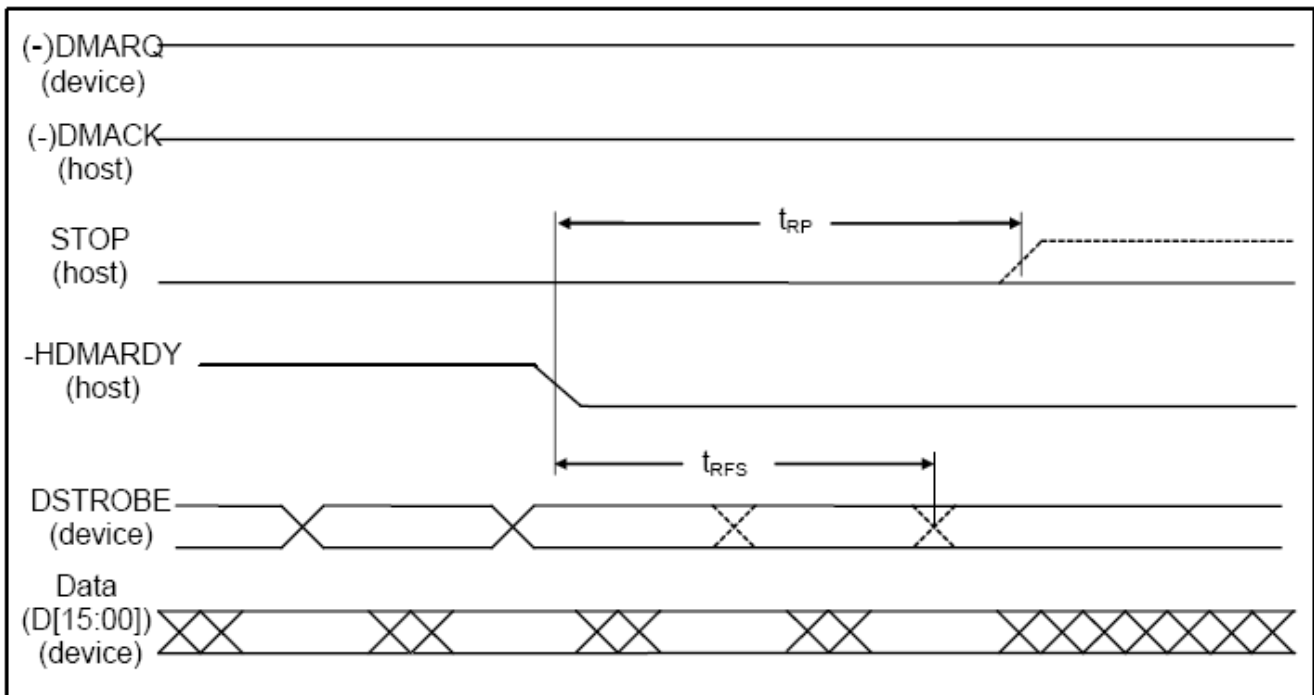 (-)DMARQ
(device)
(-)DMACK
(host)
tRP
STOP
(host)
-HDMARDY
(host)
tRFS
DSTROBE
(device)
Data
(D[15:00])
(device)